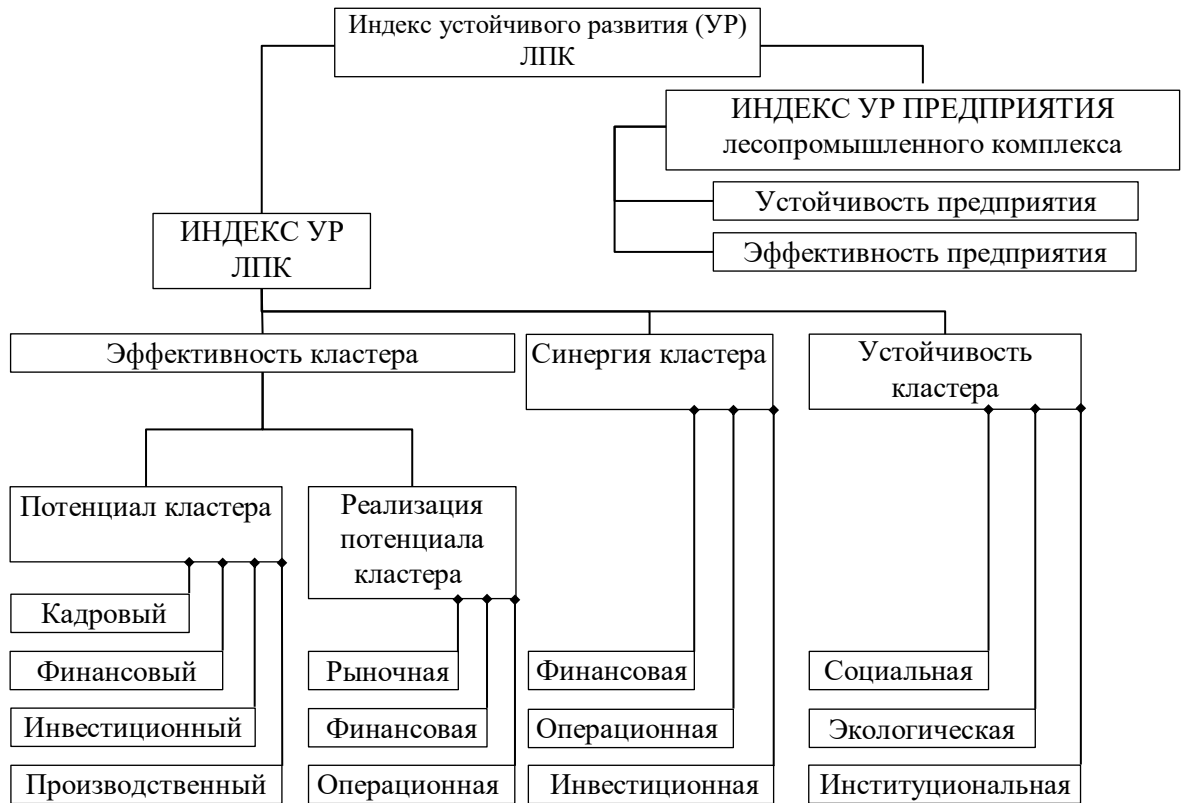 Индекс устойчивого развития (УР)
ЛПК
ИНДЕКС УР ПРЕДПРИЯТИЯ
лесопромышленного комплекса
Устойчивость предприятия
Эффективность предприятия
ИНДЕКС УР
ЛПК
Эффективность кластера
Синергия кластера
Устойчивость
кластера
Потенциал кластера
Реализация
потенциала
кластера
Кадровый
Финансовый
Инвестиционный
Производственный
Рыночная
Финансовая
Операционная
Финансовая
Операционная
Инвестиционная
Социальная
Экологическая
Институциональная